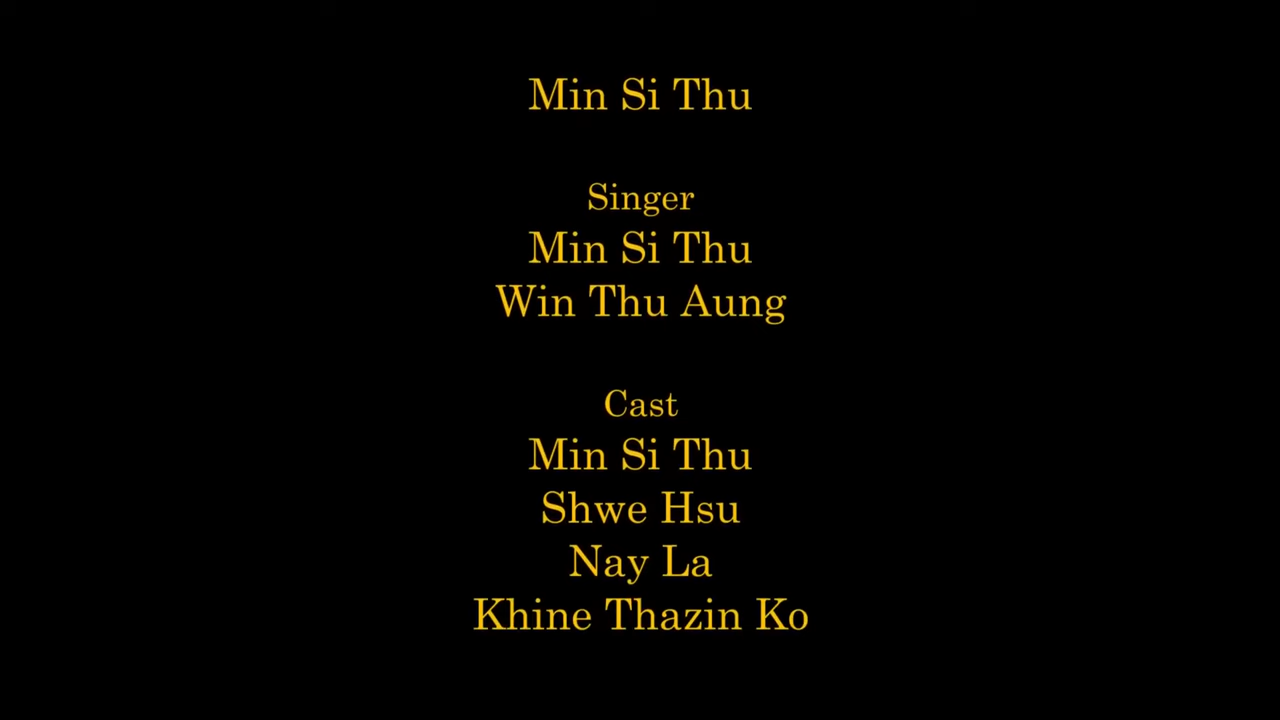 Min Si Thu
Singer
Min Si Thu
Win Thu Aung
Cast
Min Si Thu
Shwe Hsu
Nay La
Khine Thazin Ko